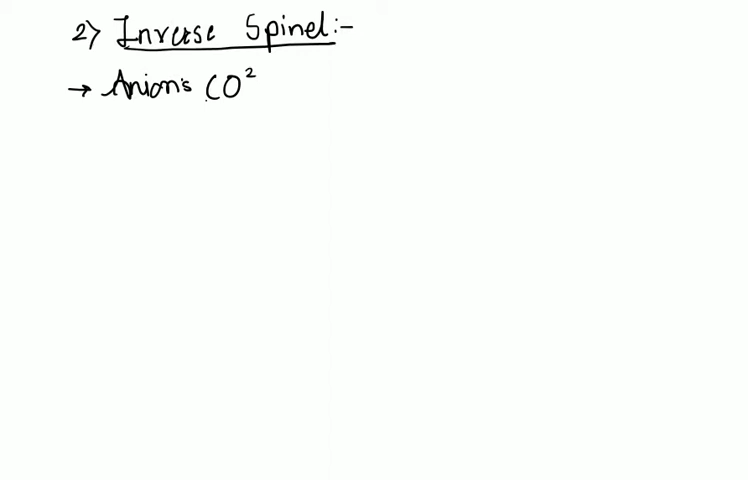 2) Inverse Spinel:-
→ Anion's (O²